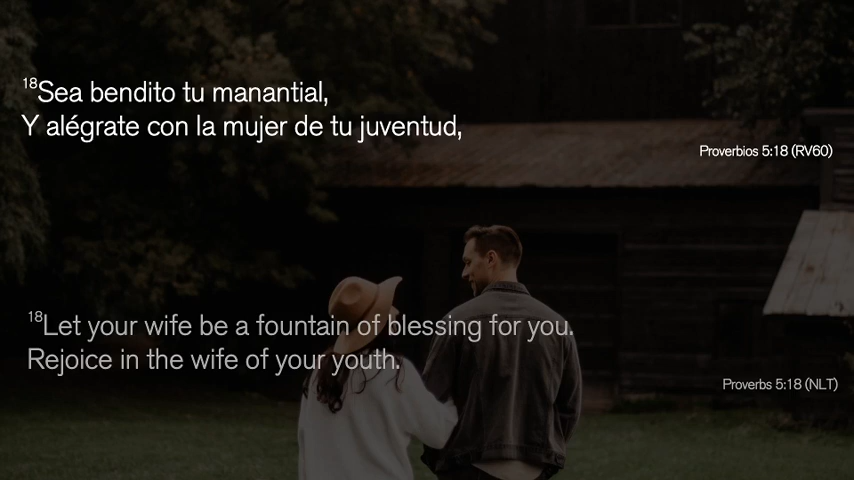 18Sea bendito tu manantial,
Y alégrate con la mujer de tu juventud,
Proverbios 5:18 (RV60)
18Let your wife be a fountain of blessing for you.
Rejoice in the wife of your youth.
Proverbs 5:18 (NLT)